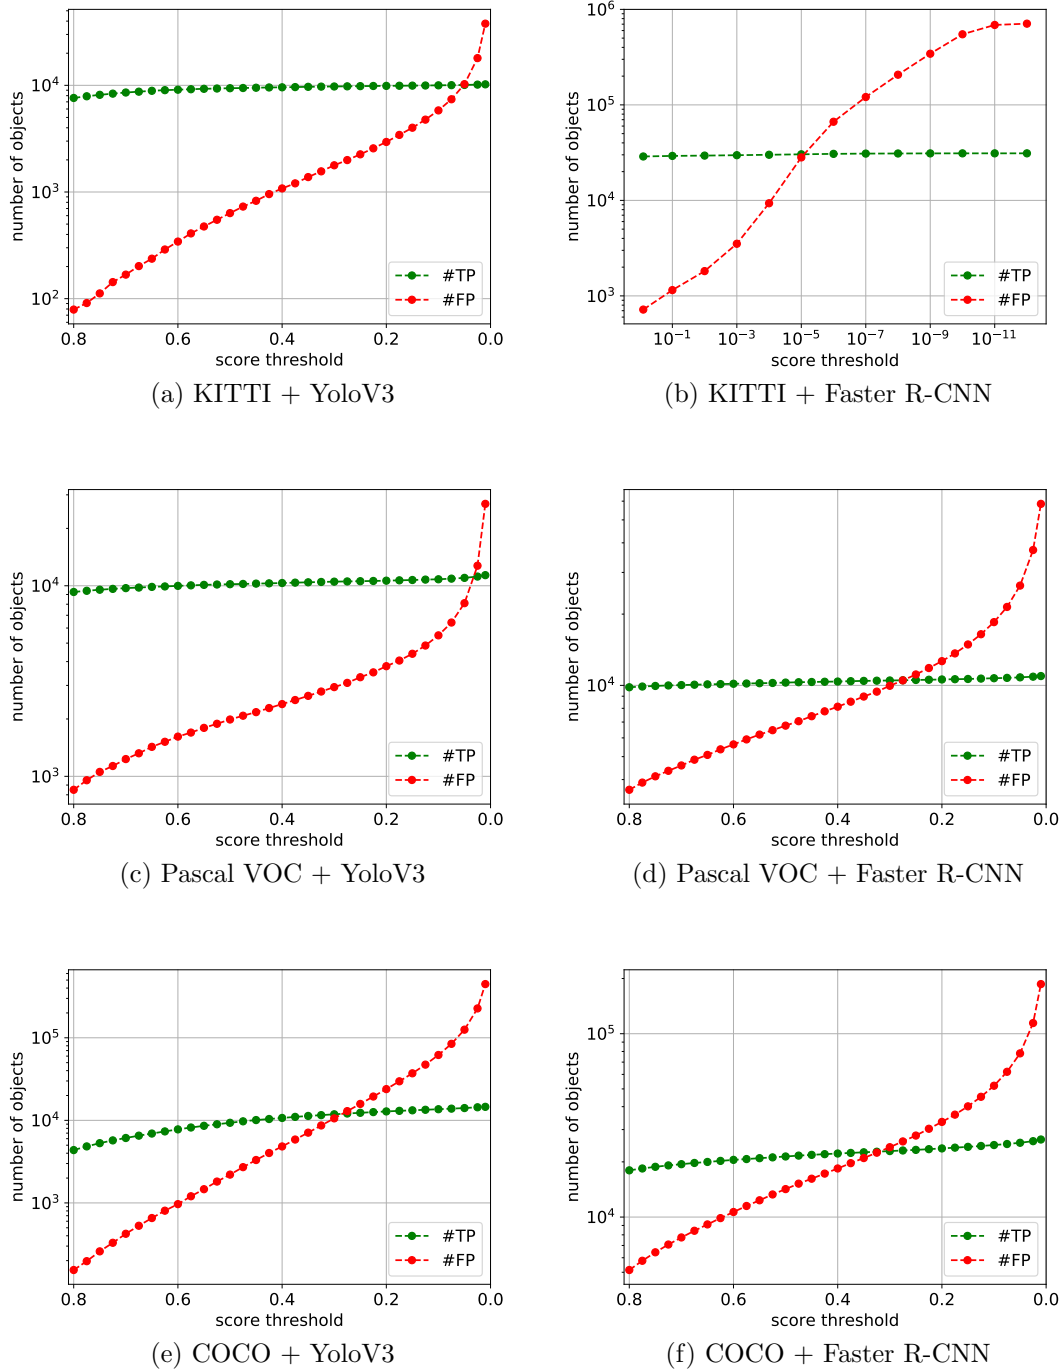 number of objects
10^4
10^3
10^2
0.8 0.6 0.4 0.2 0.0
score threshold
#TP
#FP
(a) KITTI + YoloV3
number of objects
10^6
10^5
10^4
10^3
10^-1 10^-3 10^-5 10^-7 10^-9 10^-11
score threshold
#TP
#FP
(b) KITTI + Faster R-CNN
number of objects
10^4
10^3
0.8 0.6 0.4 0.2 0.0
score threshold
#TP
#FP
(c) Pascal VOC + YoloV3
number of objects
10^4
0.8 0.6 0.4 0.2 0.0
score threshold
#TP
#FP
(d) Pascal VOC + Faster R-CNN
number of objects
10^5
10^4
10^3
0.8 0.6 0.4 0.2 0.0
score threshold
#TP
#FP
(e) COCO + YoloV3
number of objects
10^5
10^4
0.8 0.6 0.4 0.2 0.0
score threshold
#TP
#FP
(f) COCO + Faster R-CNN